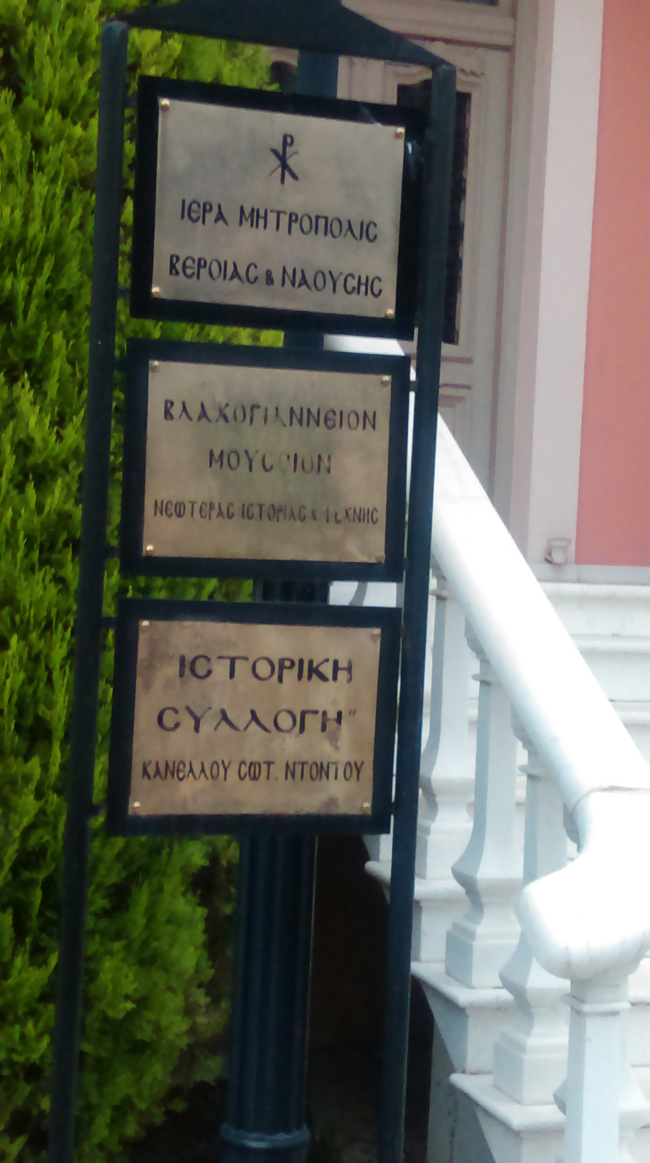 ΙΕΡΑ ΜΗΤΡΟΠΟΛΙϹ
ΒΕΡΟΙΑϹ & ΝΑΟΥϹΗϹ
ΒΛΑΧΟΓΙΑΝΝΕΙΟΝ
ΜΟΥϹΕΙΟΝ
ΝΕΩΤΕΡΑϹ ΙϹΤΟΡΙΑϹ & ΤΕΧΝΗϹ
ΙϹΤΟΡΙΚΗ
ϹΥΛΛΟΓΗ"
ΚΑΝΕΛΛΟΥ ϹΩΤ. ΝΤΟΝΤΟΥ